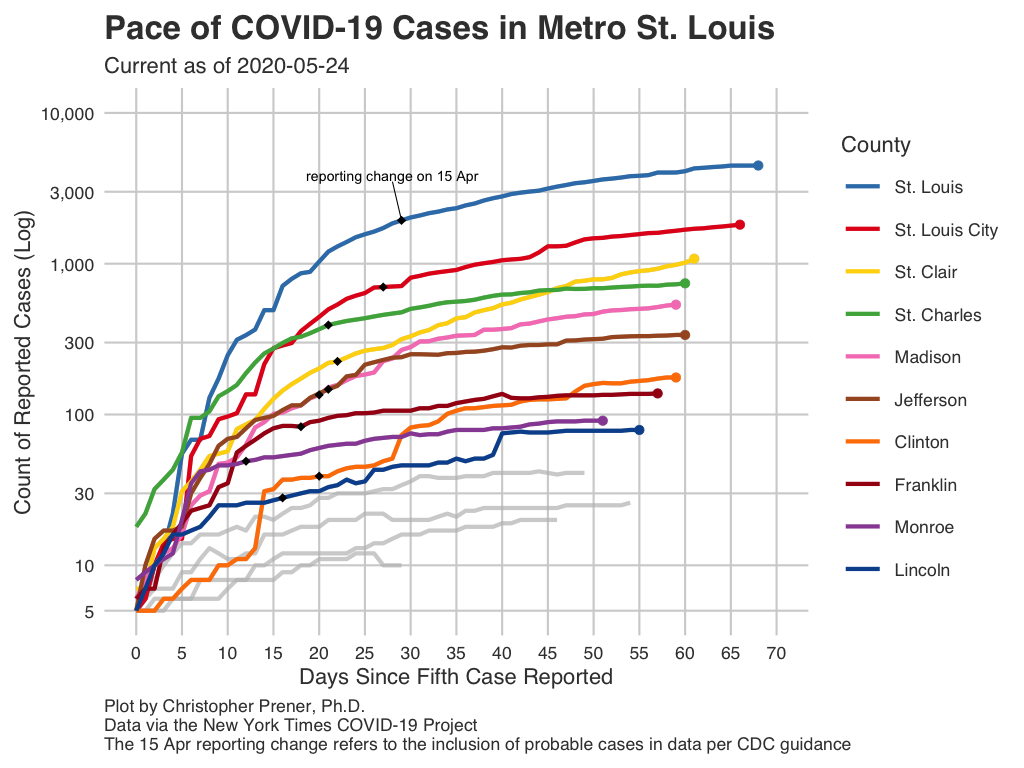 Pace of COVID-19 Cases in Metro St. Louis
Current as of 2020-05-24
Count of Reported Cases (Log)
10,000
3,000
1,000
300
100
30
10
5
reporting change on 15 Apr
0 5 10 15 20 25 30 35 40 45 50 55 60 65 70
Days Since Fifth Case Reported
County
St. Louis
St. Louis City
St. Clair
St. Charles
Madison
Jefferson
Clinton
Franklin
Monroe
Lincoln
Plot by Christopher Prener, Ph.D.
Data via the New York Times COVID-19 Project
The 15 Apr reporting change refers to the inclusion of probable cases in data per CDC guidance